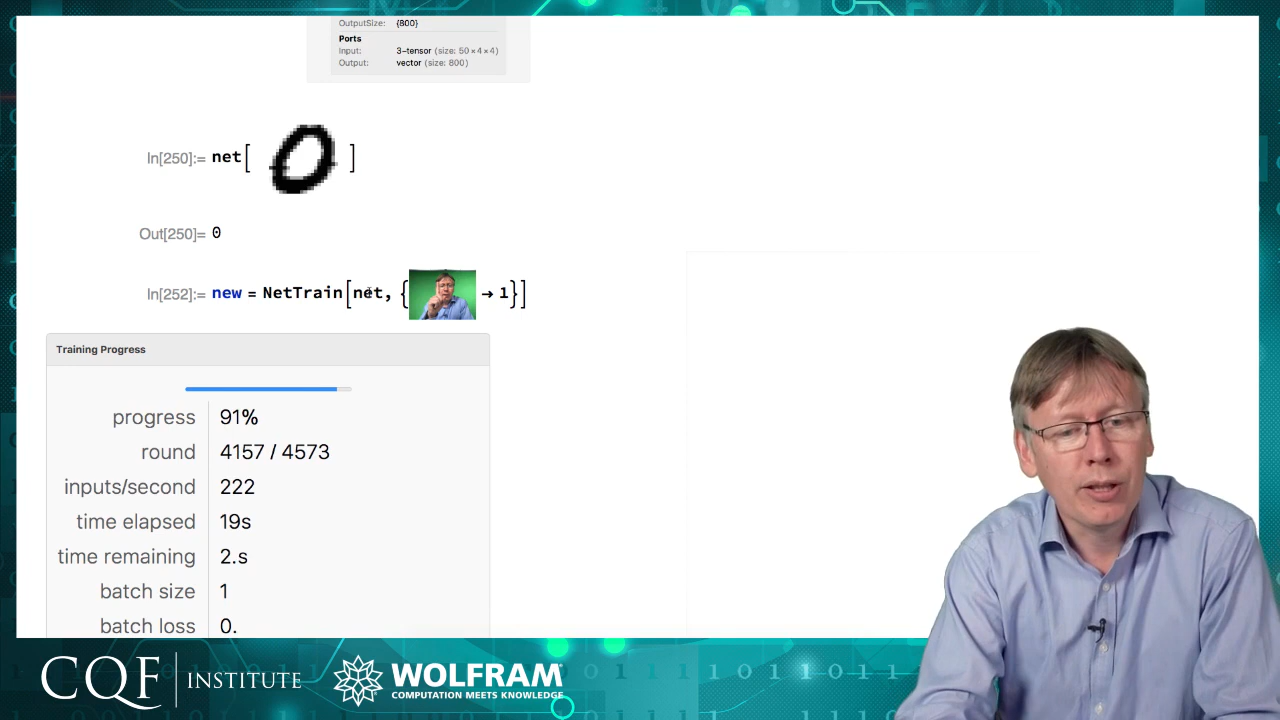 OutputSize: {800}
Ports
Input: 3-tensor (size: 50×4×4)
Output: vector (size: 800)
In[250]:= net[ ]
Out[250]= 0
In[252]:= new = NetTrain[net, { → 1}]
Training Progress
progress 91%
round 4157 / 4573
inputs/second 222
time elapsed 19s
time remaining 2.s
batch size 1
batch loss 0.
CQF INSTITUTE
WOLFRAM
COMPUTATION MEETS KNOWLEDGE